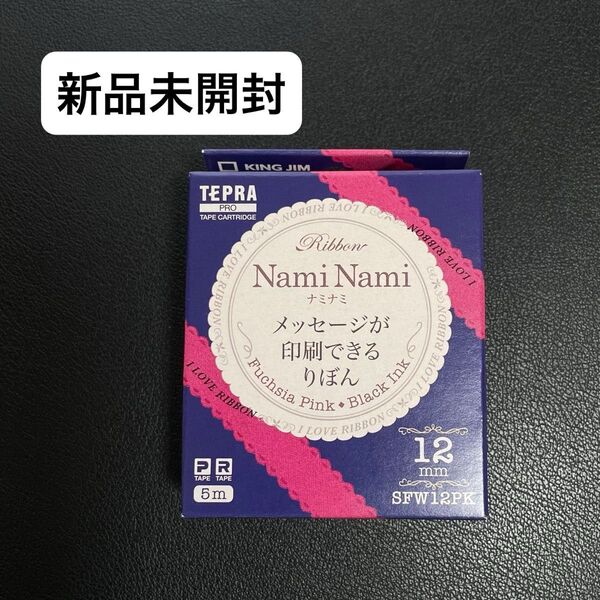 新品未開封
KING JIM
TEPRA
PRO
TAPE CARTRIDGE
I LOVE RIBBON
I LOVE RIBBON
I LOVE RIBBON
Ribbon
Nami Nami
ナミナミ
メッセージが
印刷できる
りぼん
Fuchsia Pink ◆ Black Ink
I LOVE RIBBON
I LOVE RIBBON
P R
TAPE TAPE
5m
12
mm
SFW12PK